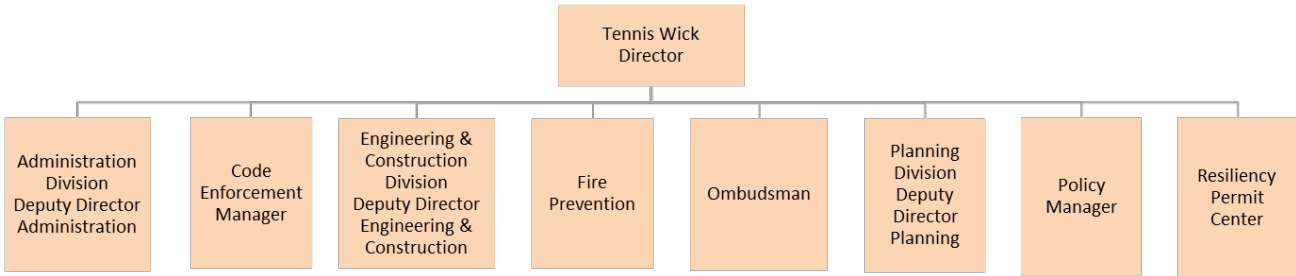 Tennis Wick
Director
Administration
Division
Deputy Director
Administration
Code
Enforcement
Manager
Engineering &
Construction
Division
Deputy Director
Engineering &
Construction
Fire
Prevention
Ombudsman
Planning
Division
Deputy
Director
Planning
Policy
Manager
Resiliency
Permit
Center